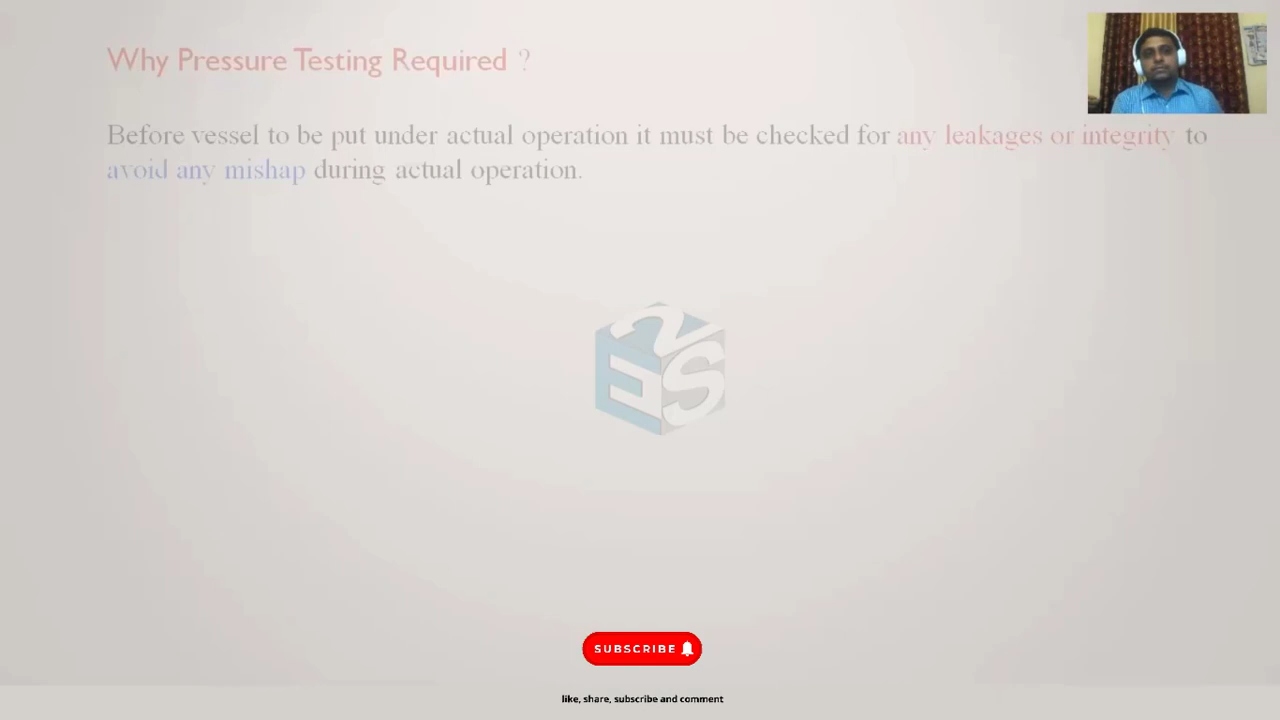 Why Pressure Testing Required ?
Before vessel to be put under actual operation it must be checked for any leakages or integrity to
avoid any mishap during actual operation.
E2S
SUBSCRIBE
like, share, subscribe and comment